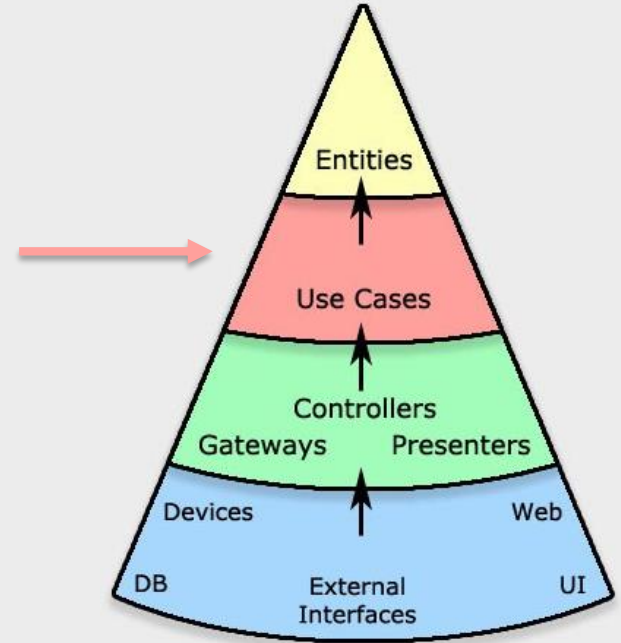 Entities
Use Cases
Controllers
Gateways Presenters
Devices Web
DB External UI
Interfaces